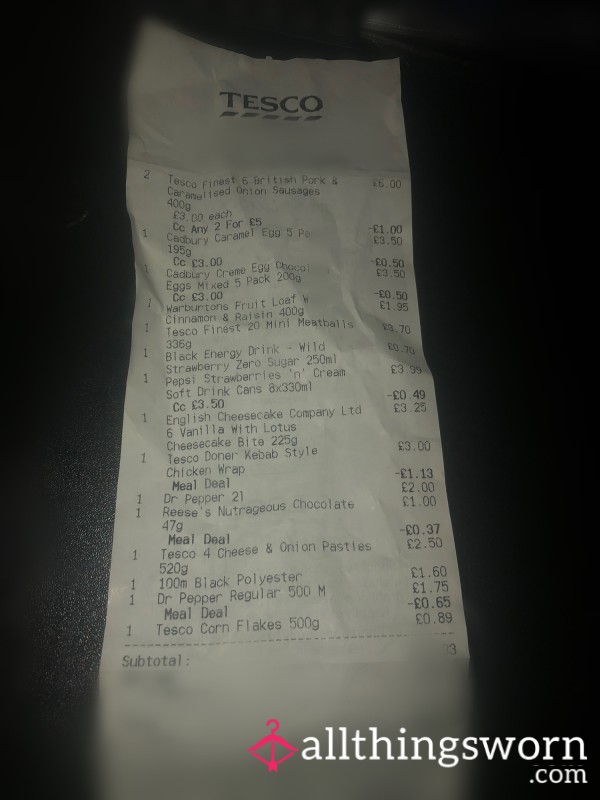 TESCO
2 Tesco Finest 6 British Pork & £6.00
Caramelised Onion Sausages
400g
£3.00 each
Cc Any 2 For £5 -£1.00
1 Cadbury Caramel Egg 5 Pa £3.50
195g
Cc £3.00 -£0.50
1 Cadbury Creme Egg Chocol £3.50
Eggs Mixed 5 Pack 200g
Cc £3.00 -£0.50
1 Warburtons Fruit Loaf W £1.95
Cinnamon & Raisin 400g
1 Tesco Finest 20 Mini Meatballs £3.70
336g
1 Black Energy Drink - Wild £0.75
Strawberry Zero Sugar 250ml
1 Pepsi Strawberries 'n' Cream £3.99
Soft Drink Cans 8x330ml
Cc £3.50 -£0.49
1 English Cheesecake Company Ltd £3.25
6 Vanilla With Lotus
Cheesecake Bite 225g
1 Tesco Doner Kebab Style £3.00
Chicken Wrap
Meal Deal -£1.13
1 Dr Pepper 2l £2.00
1 Reese's Nutrageous Chocolate £1.00
47g
Meal Deal -£0.37
1 Tesco 4 Cheese & Onion Pasties £2.50
520g
1 100m Black Polyester £1.60
1 Dr Pepper Regular 500 M £1.75
Meal Deal -£0.65
1 Tesco Corn Flakes 500g £0.89
Subtotal:
allthingsworn
.com